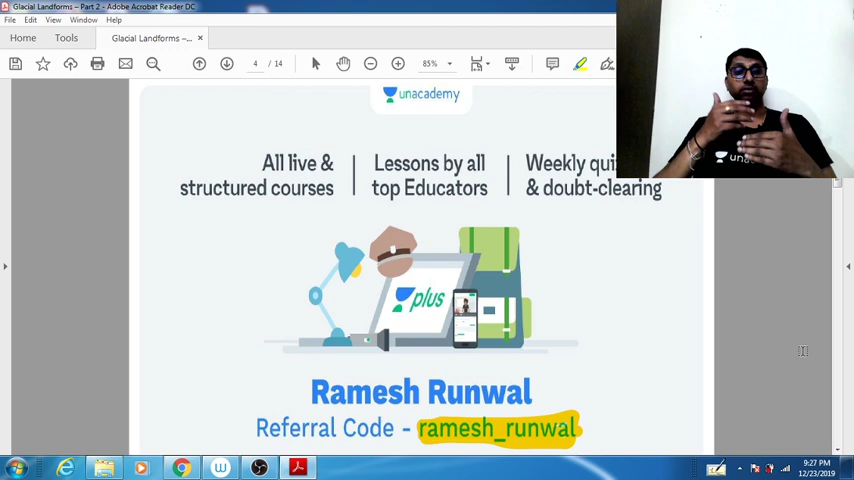 Glacial Landforms – Part 2 - Adobe Acrobat Reader DC
File Edit View Window Help
Home Tools Glacial Landforms –... ×
4 / 14 85%
unacademy
All live & structured courses
Lessons by all top Educators
Weekly & doubt-clearing
plus
Ramesh Runwal
Referral Code - ramesh_runwal
9:27 PM
12/23/2019